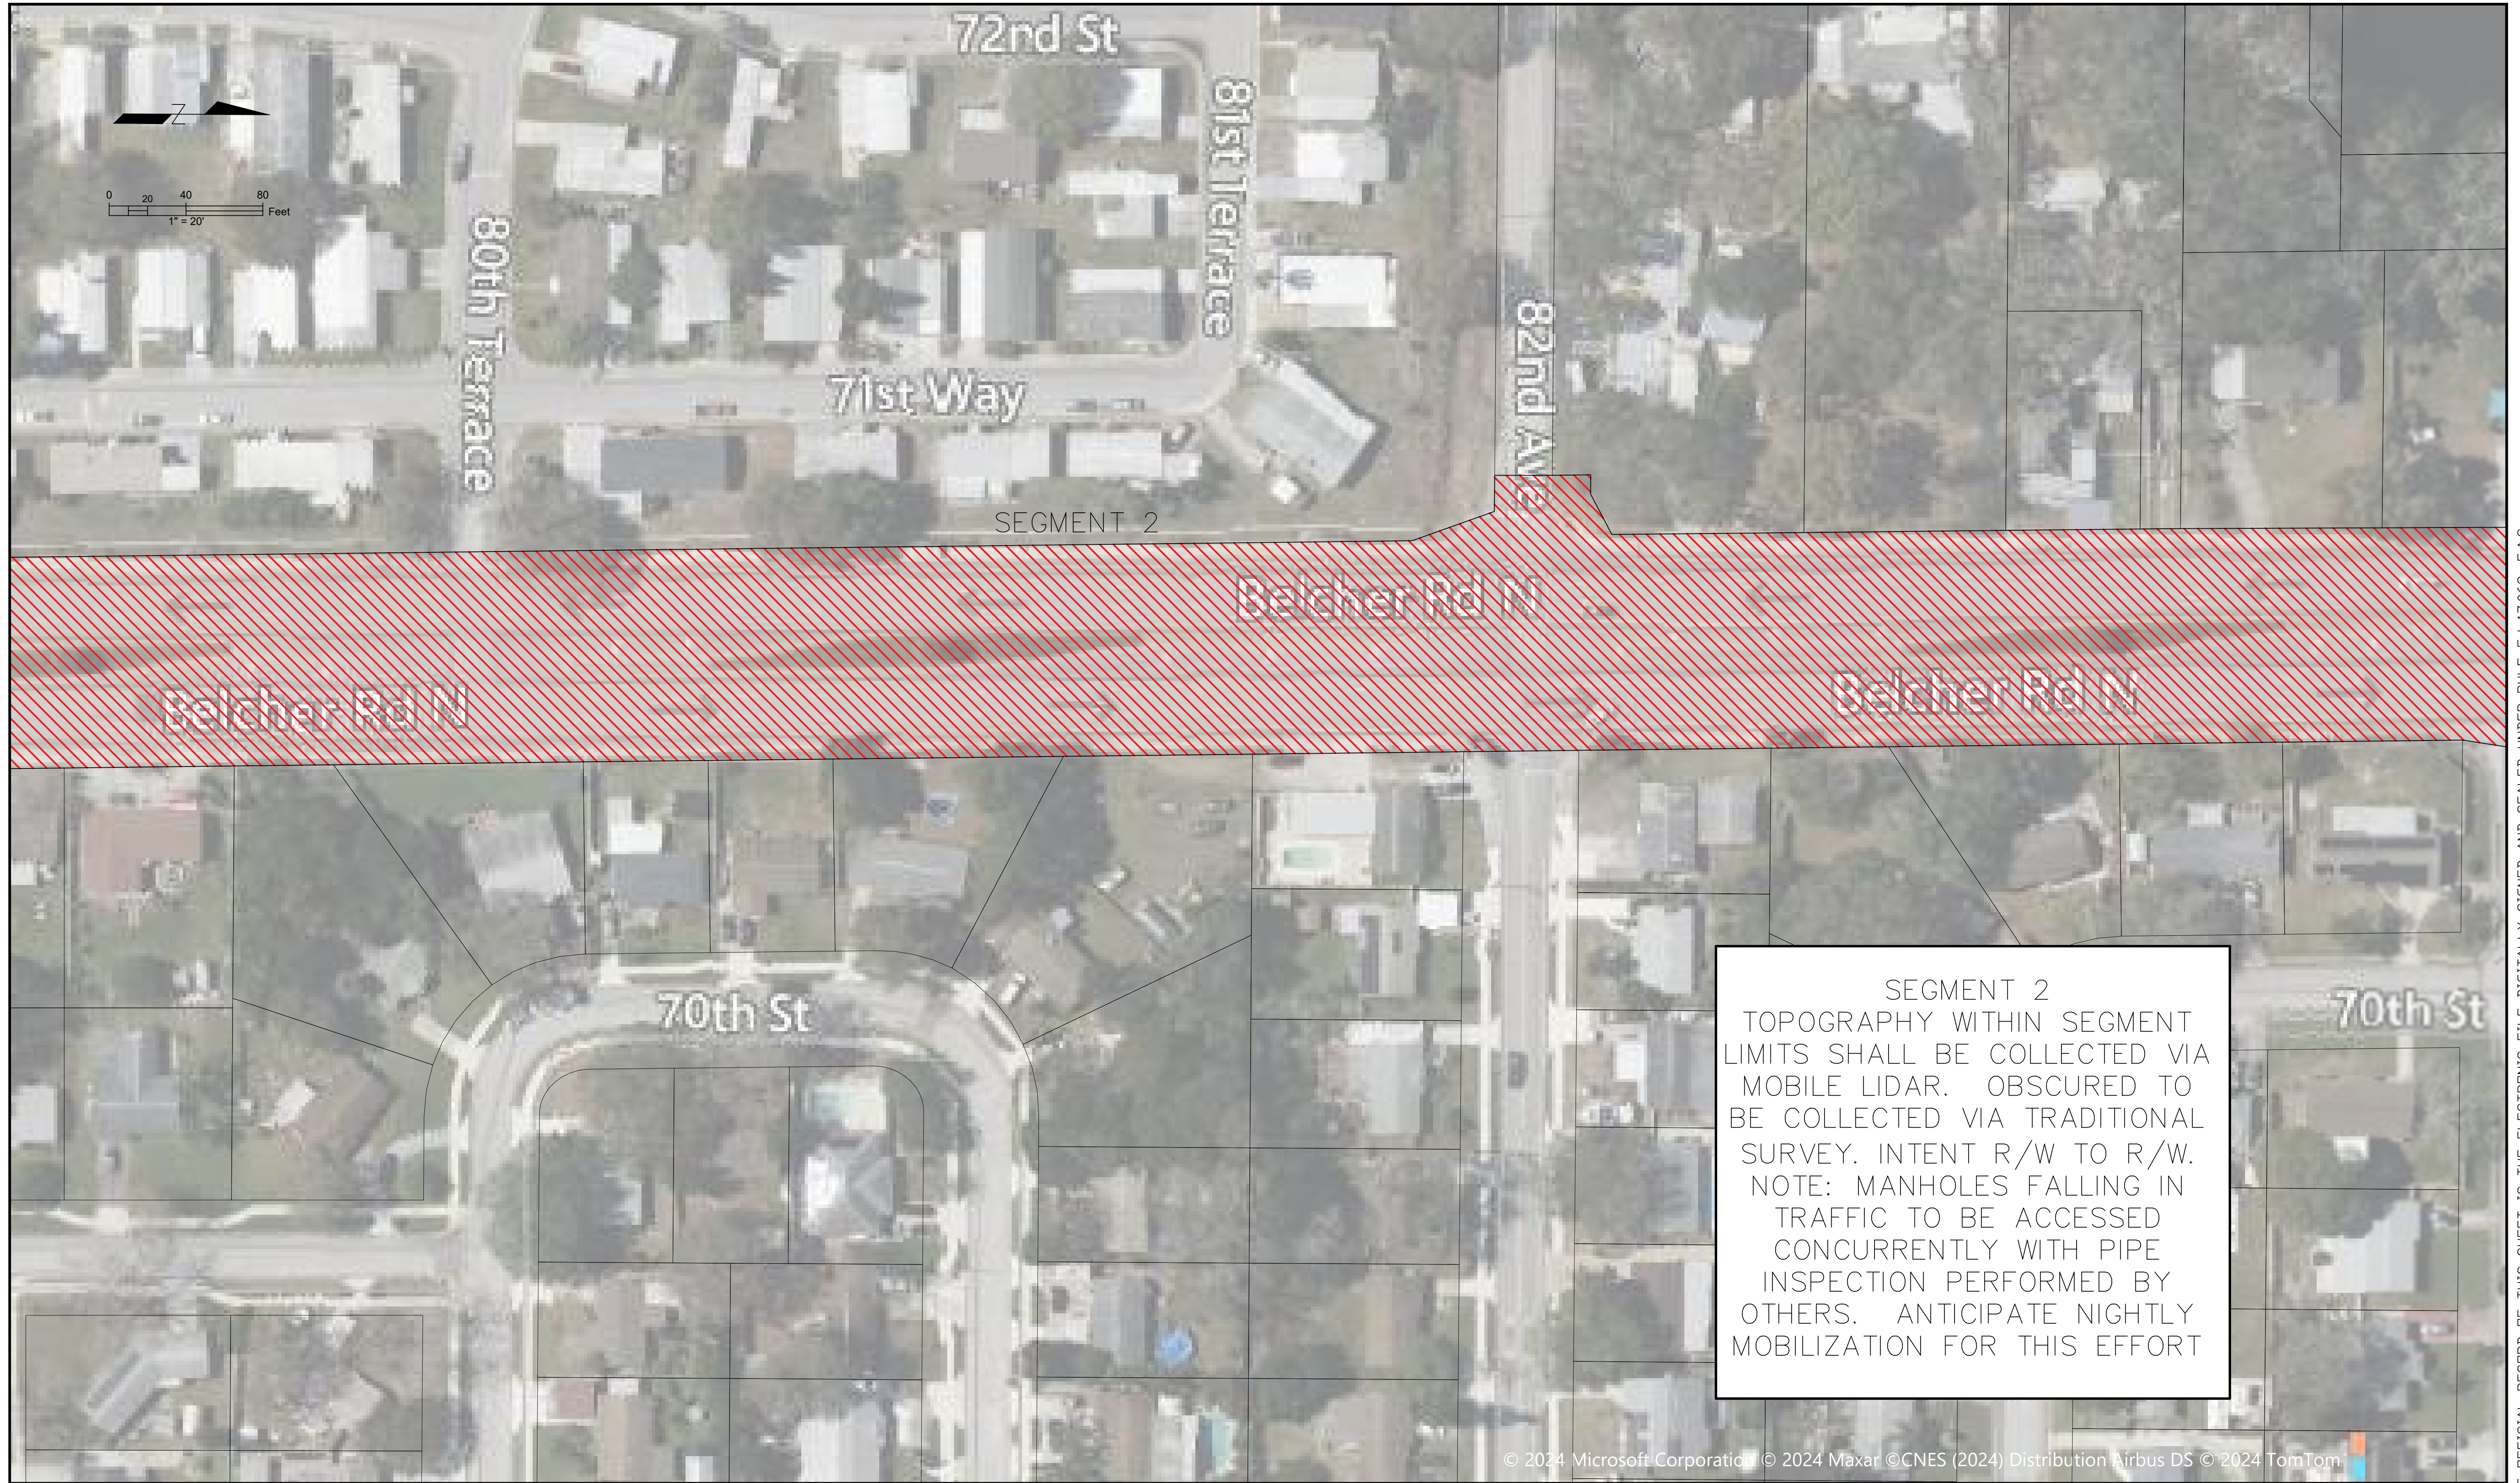 72nd St
81st Terrace
Z
0 20 40 80
Feet
1" = 20'
80th Terrace
82nd Ave
71st Way
SEGMENT 2
Belcher Rd N
Belcher Rd N
Belcher Rd N
70th St
70th St
SEGMENT 2
TOPOGRAPHY WITHIN SEGMENT
LIMITS SHALL BE COLLECTED VIA
MOBILE LIDAR. OBSCURED TO
BE COLLECTED VIA TRADITIONAL
SURVEY. INTENT R/W TO R/W.
NOTE: MANHOLES FALLING IN
TRAFFIC TO BE ACCESSED
CONCURRENTLY WITH PIPE
INSPECTION PERFORMED BY
OTHERS. ANTICIPATE NIGHTLY
MOBILIZATION FOR THIS EFFORT
© 2024 Microsoft Corporation © 2024 Maxar ©CNES (2024) Distribution Airbus DS © 2024 TomTom